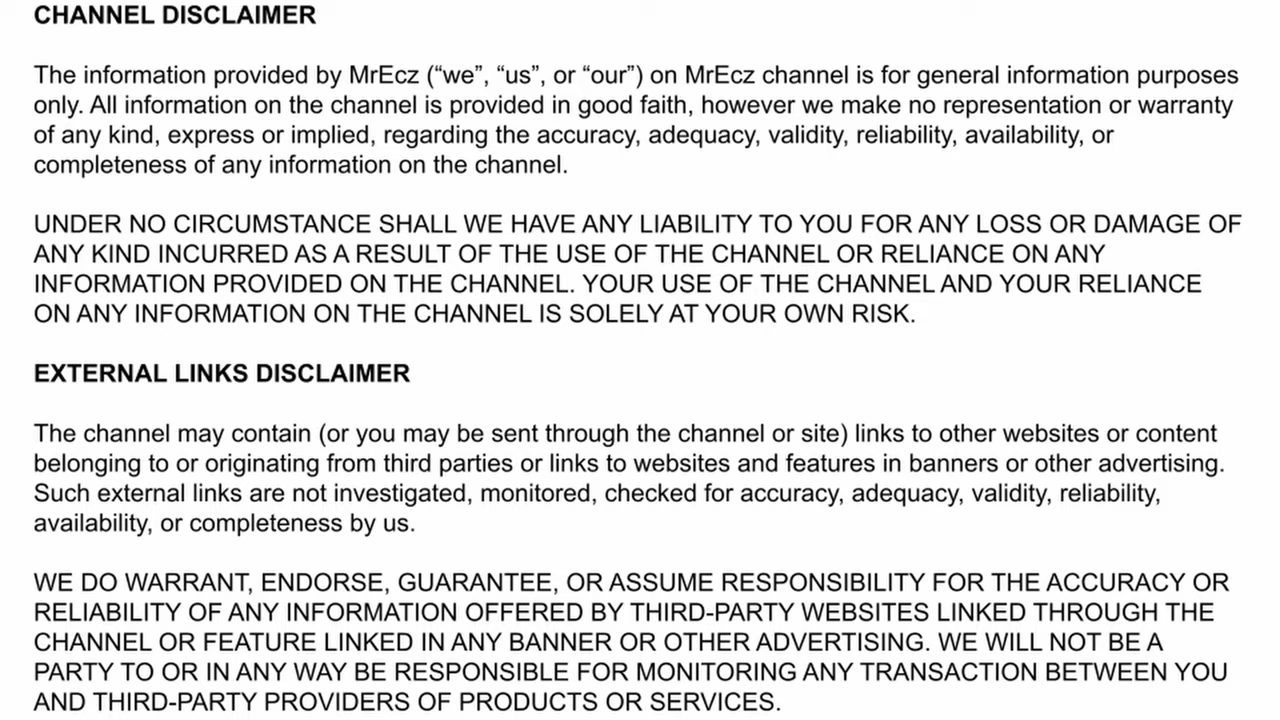 CHANNEL DISCLAIMER
The information provided by MrEcz (“we”, “us”, or “our”) on MrEcz channel is for general information purposes
only. All information on the channel is provided in good faith, however we make no representation or warranty
of any kind, express or implied, regarding the accuracy, adequacy, validity, reliability, availability, or
completeness of any information on the channel.
UNDER NO CIRCUMSTANCE SHALL WE HAVE ANY LIABILITY TO YOU FOR ANY LOSS OR DAMAGE OF
ANY KIND INCURRED AS A RESULT OF THE USE OF THE CHANNEL OR RELIANCE ON ANY
INFORMATION PROVIDED ON THE CHANNEL. YOUR USE OF THE CHANNEL AND YOUR RELIANCE
ON ANY INFORMATION ON THE CHANNEL IS SOLELY AT YOUR OWN RISK.
EXTERNAL LINKS DISCLAIMER
The channel may contain (or you may be sent through the channel or site) links to other websites or content
belonging to or originating from third parties or links to websites and features in banners or other advertising.
Such external links are not investigated, monitored, checked for accuracy, adequacy, validity, reliability,
availability, or completeness by us.
WE DO WARRANT, ENDORSE, GUARANTEE, OR ASSUME RESPONSIBILITY FOR THE ACCURACY OR
RELIABILITY OF ANY INFORMATION OFFERED BY THIRD-PARTY WEBSITES LINKED THROUGH THE
CHANNEL OR FEATURE LINKED IN ANY BANNER OR OTHER ADVERTISING. WE WILL NOT BE A
PARTY TO OR IN ANY WAY BE RESPONSIBLE FOR MONITORING ANY TRANSACTION BETWEEN YOU
AND THIRD-PARTY PROVIDERS OF PRODUCTS OR SERVICES.